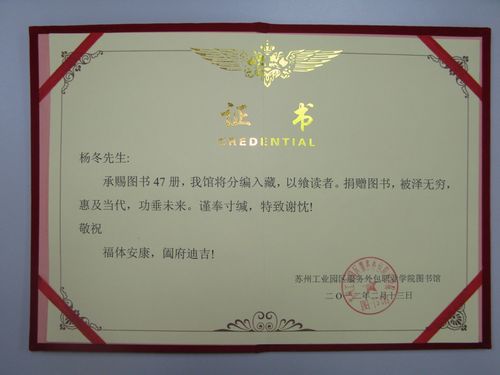 证 书
CREDENTIAL
杨冬先生:
承赐图书 47 册，我馆将分编入藏，以飨读者。捐赠图书，被泽无穷，
惠及当代，功垂未来。谨奉寸缄，特致谢忱!
敬祝
福体安康，阖府迪吉!
苏州工业园区服务外包职业学院图书馆
二〇一二年二月十三日